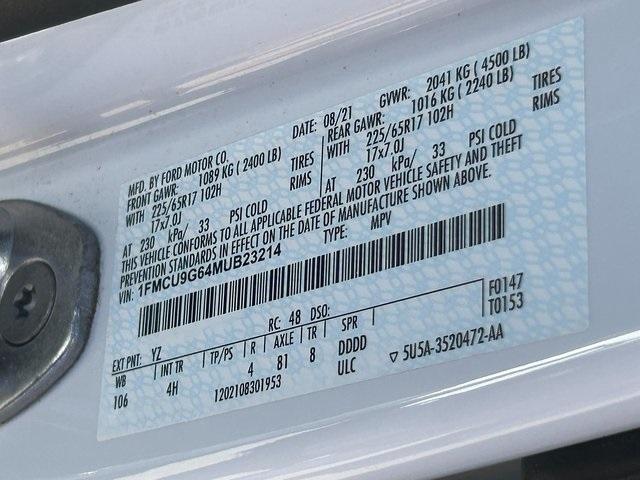 MFD. BY FORD MOTOR CO. DATE: 08/21 GVWR: 2041 KG ( 4500 LB)
FRONT GAWR: 1089 KG ( 2400 LB) REAR GAWR: 1016 KG ( 2240 LB)
WITH 225/65R17 102H TIRES WITH 225/65R17 102H TIRES
17x7.0J RIMS 17x7.0J RIMS
AT 230 kPa/ 33 PSI COLD AT 230 kPa/ 33 PSI COLD
THIS VEHICLE CONFORMS TO ALL APPLICABLE FEDERAL MOTOR VEHICLE SAFETY AND THEFT
PREVENTION STANDARDS IN EFFECT ON THE DATE OF MANUFACTURE SHOWN ABOVE.
VIN: 1FMCU9G64MUB23214 TYPE: MPV
EXT PNT: YZ RC: 48 DSO: F0147
WB INT TR TP/PS R AXLE TR SPR T0153
106 4H 4 81 8 DDDD
1202108301953 ULC ▽ 5U5A-3520472-AA